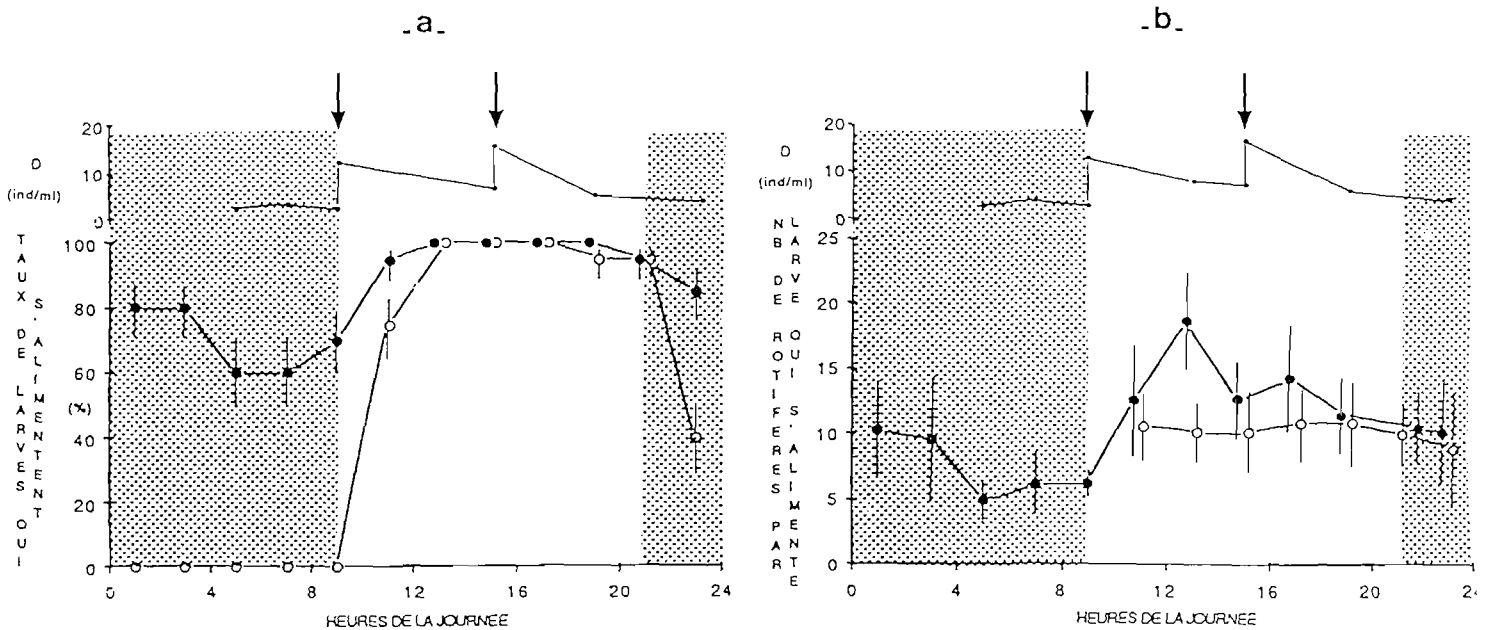 _a_
20
10
0
D
(ind/ml)
TAUX DE LARVES QUI
S'ALIMENTENT
(%)
100
80
60
40
20
0
0 4 8 12 16 20 24
HEURES DE LA JOURNEE
_b_
20
10
0
D
(ind/ml)
NB DE ROTIFERES PAR
LARVE QUI S'ALIMENTE
25
20
15
10
5
0
0 4 8 12 16 20 24
HEURES DE LA JOURNEE